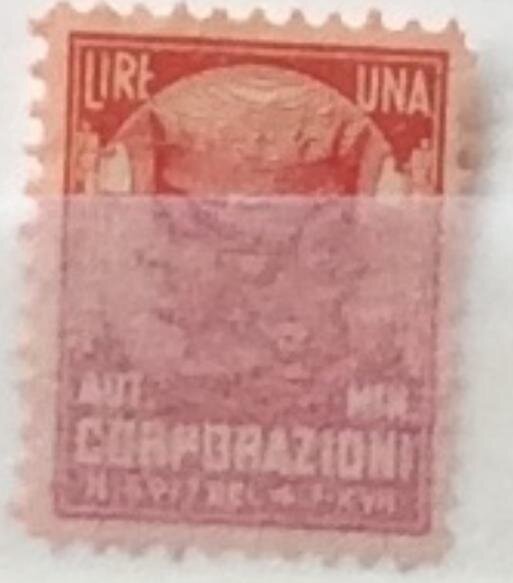 LIRE UNA
AUT. MIN.
CORPORAZIONI